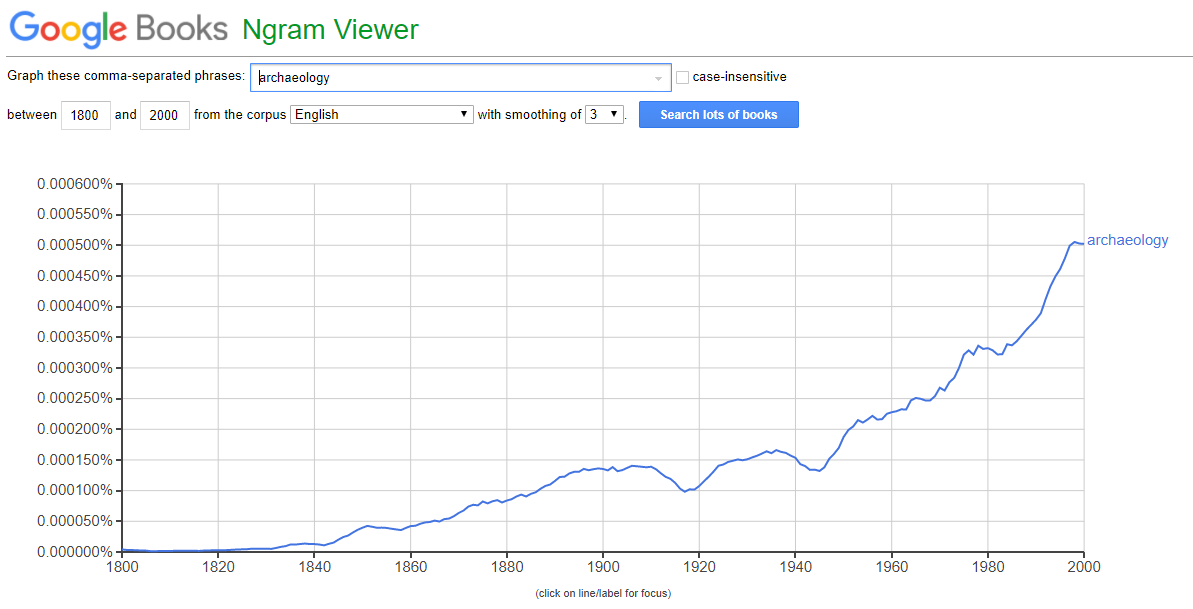 Google Books Ngram Viewer
Graph these comma-separated phrases: archaeology case-insensitive
between 1800 and 2000 from the corpus English with smoothing of 3 . Search lots of books
0.000600%
0.000550%
0.000500%
archaeology
0.000450%
0.000400%
0.000350%
0.000300%
0.000250%
0.000200%
0.000150%
0.000100%
0.000050%
0.000000%
1800 1820 1840 1860 1880 1900 1920 1940 1960 1980 2000
(click on line/label for focus)